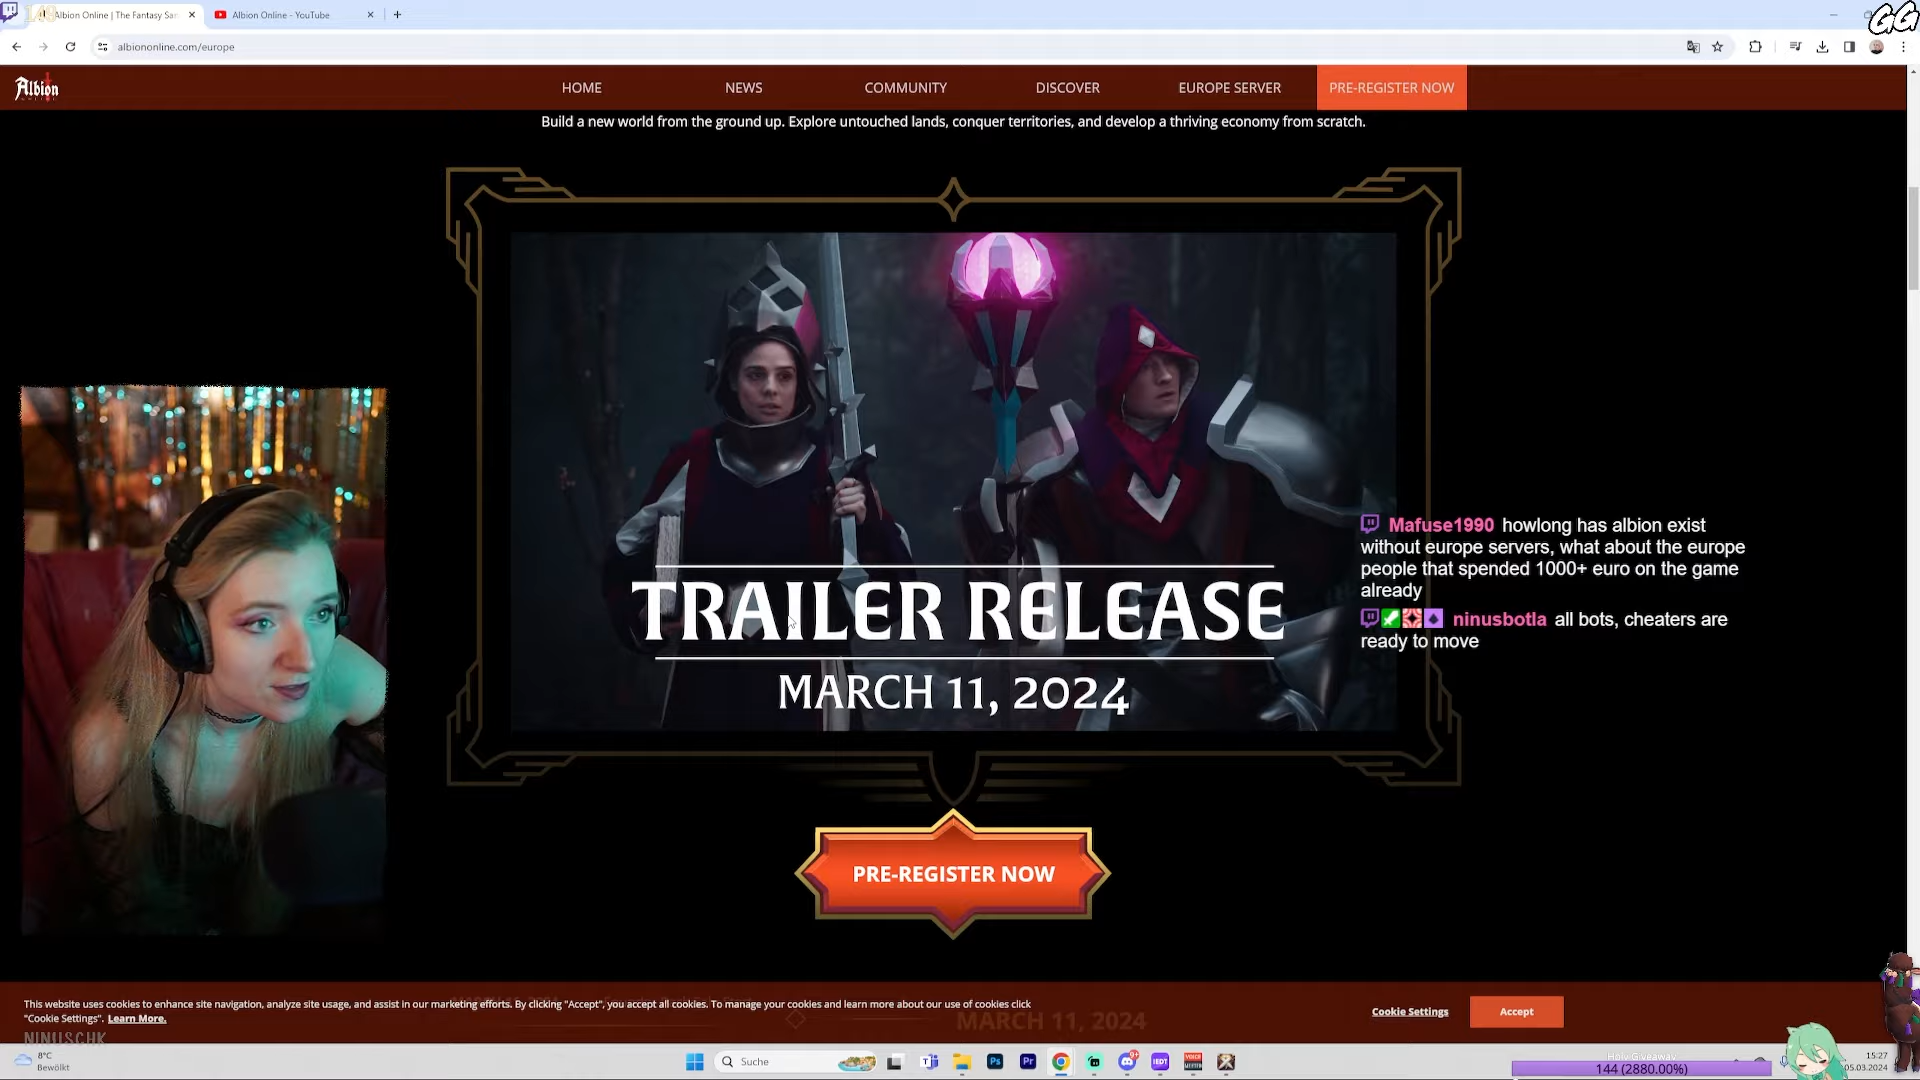 Albion Online | The Fantasy San
Albion Online - YouTube
GG
albiononline.com/europe
Albion
ONLINE
HOME
NEWS
COMMUNITY
DISCOVER
EUROPE SERVER
PRE-REGISTER NOW
Build a new world from the ground up. Explore untouched lands, conquer territories, and develop a thriving economy from scratch.
Mafuse1990 howlong has albion exist
without europe servers, what about the europe
people that spended 1000+ euro on the game
already
ninusbotla all bots, cheaters are
ready to move
TRAILER RELEASE
MARCH 11, 2024
PRE-REGISTER NOW
This website uses cookies to enhance site navigation, analyze site usage, and assist in our marketing efforts. By clicking "Accept", you accept all cookies. To manage your cookies and learn more about our use of cookies click
"Cookie Settings". Learn More.
Cookie Settings
Accept
MARCH 11, 2024
NINUSCHK
8°C
Bewölkt
Suche
Ps
Pr
Holy Giveaway
144 (2880.00%)
15:27
05.03.2024